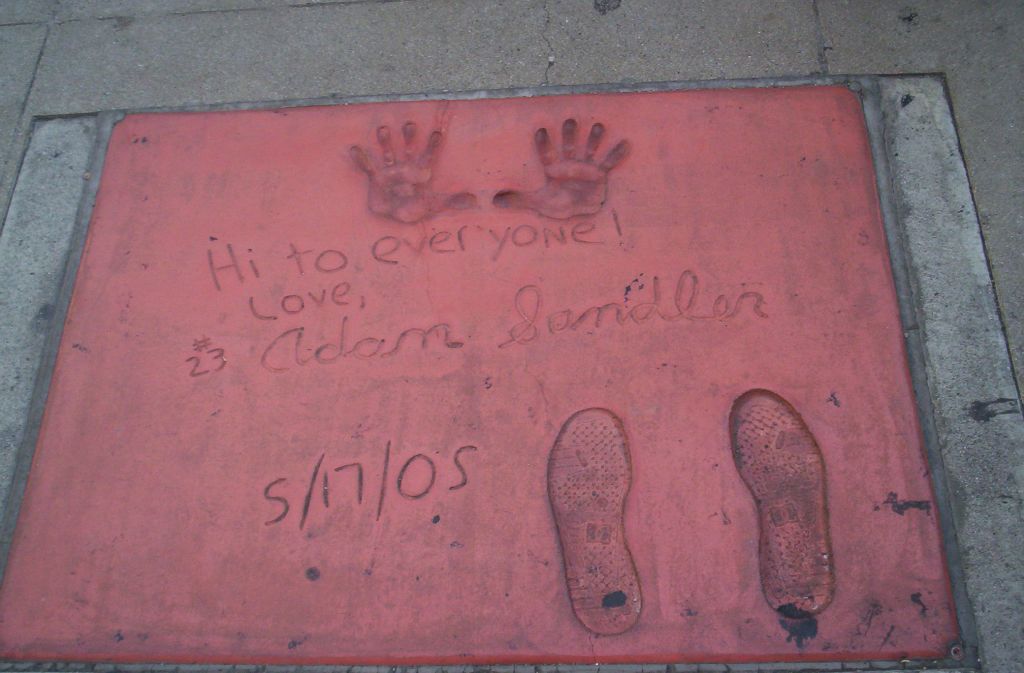 Hi to everyone!
Love,
#23 Adam Sandler
5/17/05